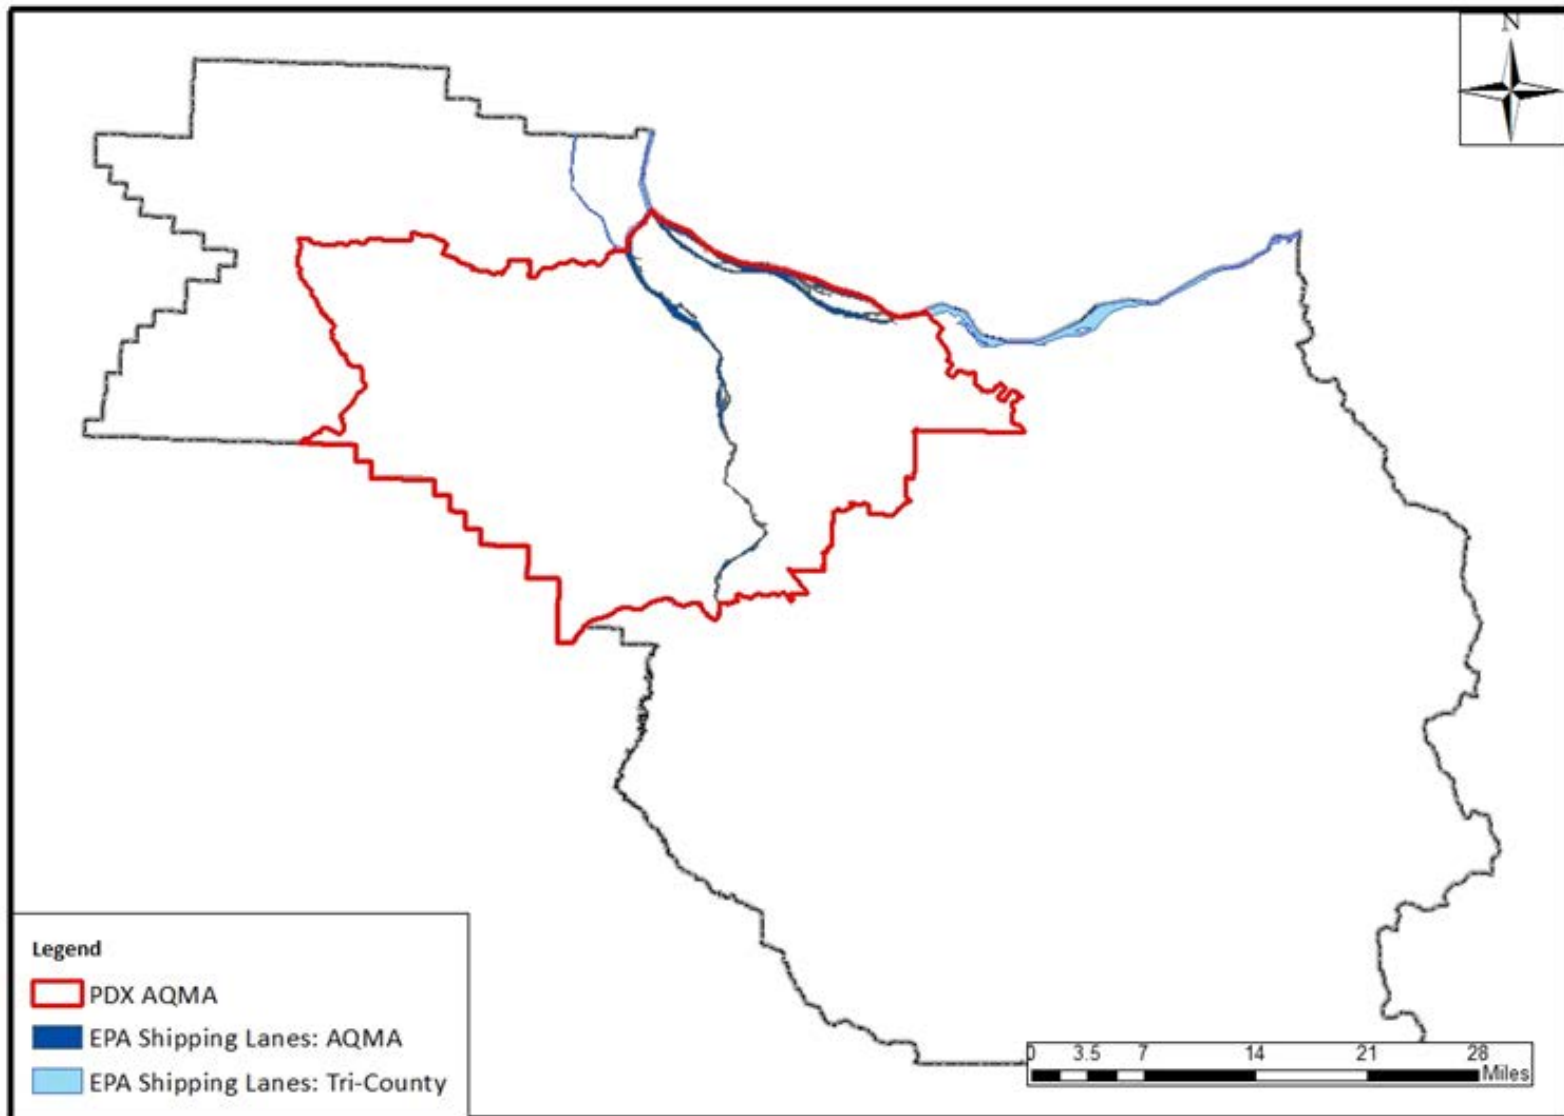 N
Legend
PDX AQMA
EPA Shipping Lanes: AQMA
EPA Shipping Lanes: Tri-County
0 3.5 7 14 21 28
Miles